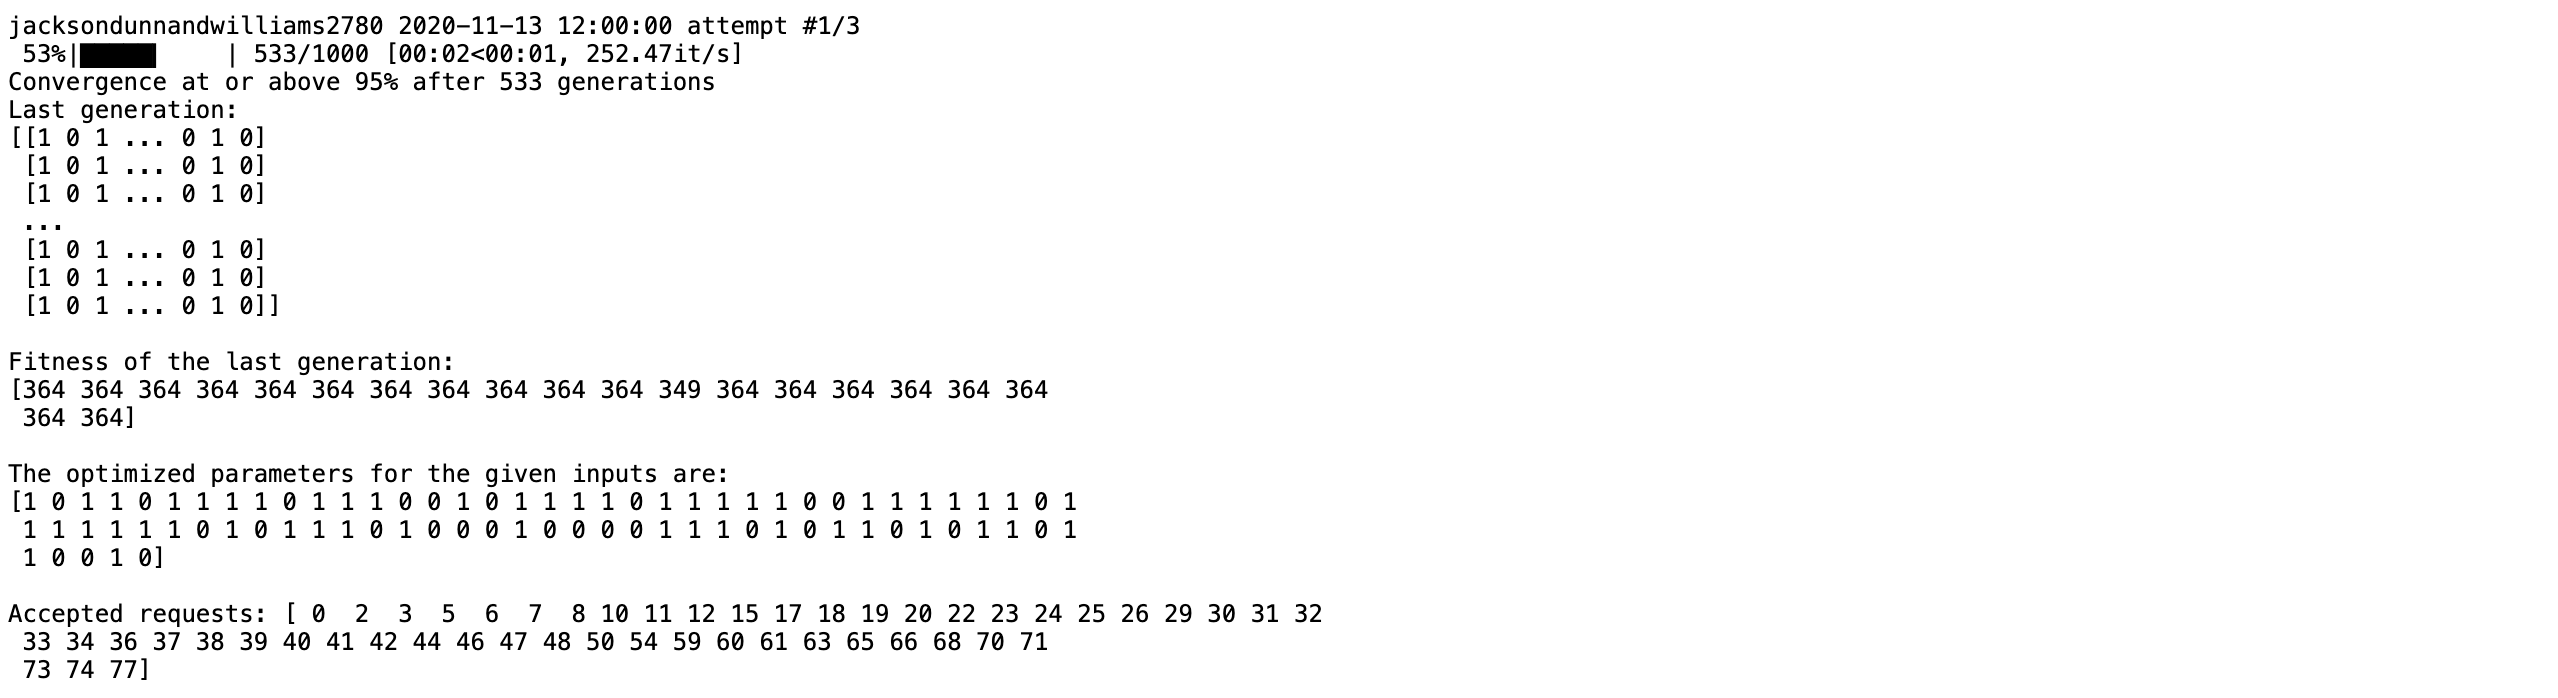 jacksondunnandwilliams2780 2020-11-13 12:00:00 attempt #1/3
53%|█████     | 533/1000 [00:02<00:01, 252.47it/s]
Convergence at or above 95% after 533 generations
Last generation:
[[1 0 1 ... 0 1 0]
[1 0 1 ... 0 1 0]
[1 0 1 ... 0 1 0]
...
[1 0 1 ... 0 1 0]
[1 0 1 ... 0 1 0]
[1 0 1 ... 0 1 0]]
Fitness of the last generation:
[364 364 364 364 364 364 364 364 364 364 364 349 364 364 364 364 364 364
364 364]
The optimized parameters for the given inputs are:
[1 0 1 1 0 1 1 1 1 0 1 1 1 0 0 1 0 1 1 1 1 0 1 1 1 1 1 0 0 1 1 1 1 1 1 0 1
1 1 1 1 1 1 0 1 0 1 1 1 0 1 0 0 0 1 0 0 0 0 1 1 1 0 1 0 1 1 0 1 0 1 1 0 1
1 0 0 1 0]
Accepted requests: [ 0  2  3  5  6  7  8 10 11 12 15 17 18 19 20 22 23 24 25 26 29 30 31 32
33 34 36 37 38 39 40 41 42 44 46 47 48 50 54 59 60 61 63 65 66 68 70 71
73 74 77]